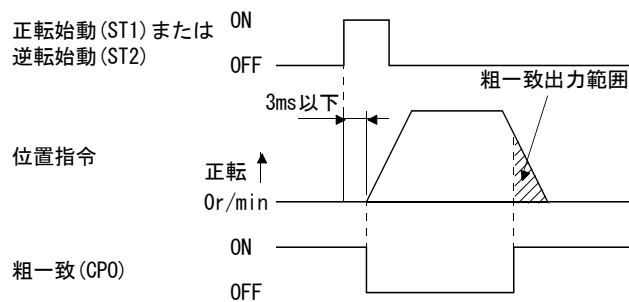 正転始動(ST1)または
逆転始動(ST2)
ON
OFF
粗一致出力範囲
3ms以下
位置指令
正転
0r/min
粗一致(CPO)
ON
OFF